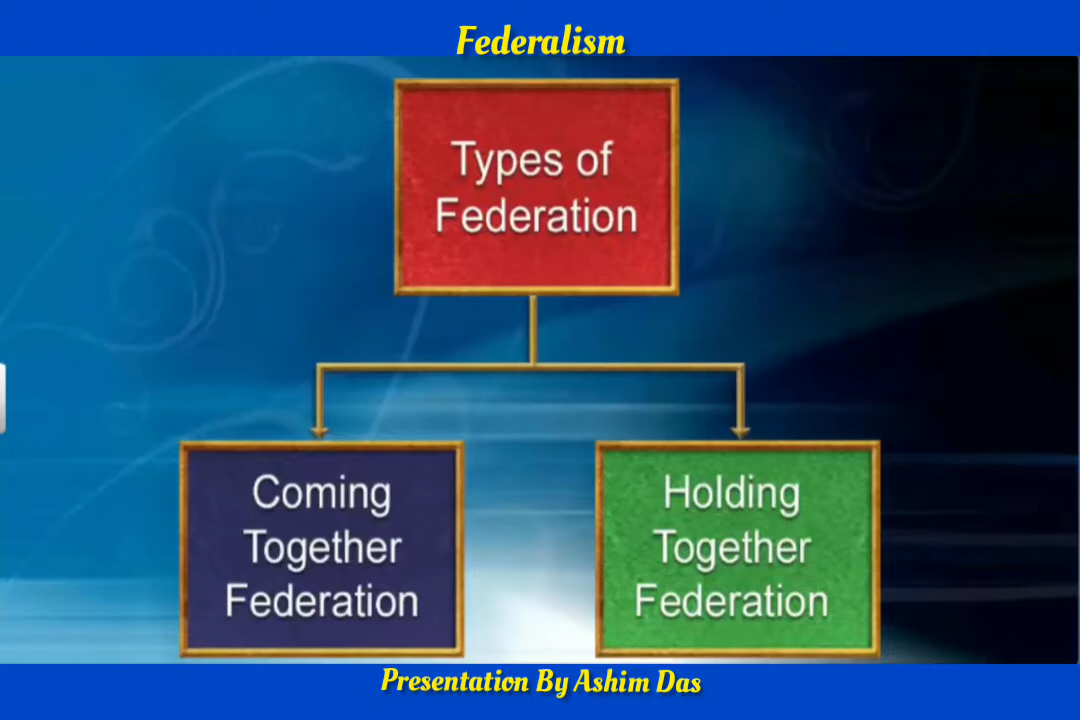 Federalism
Types of
Federation
Coming
Together
Federation
Holding
Together
Federation
Presentation By Ashim Das